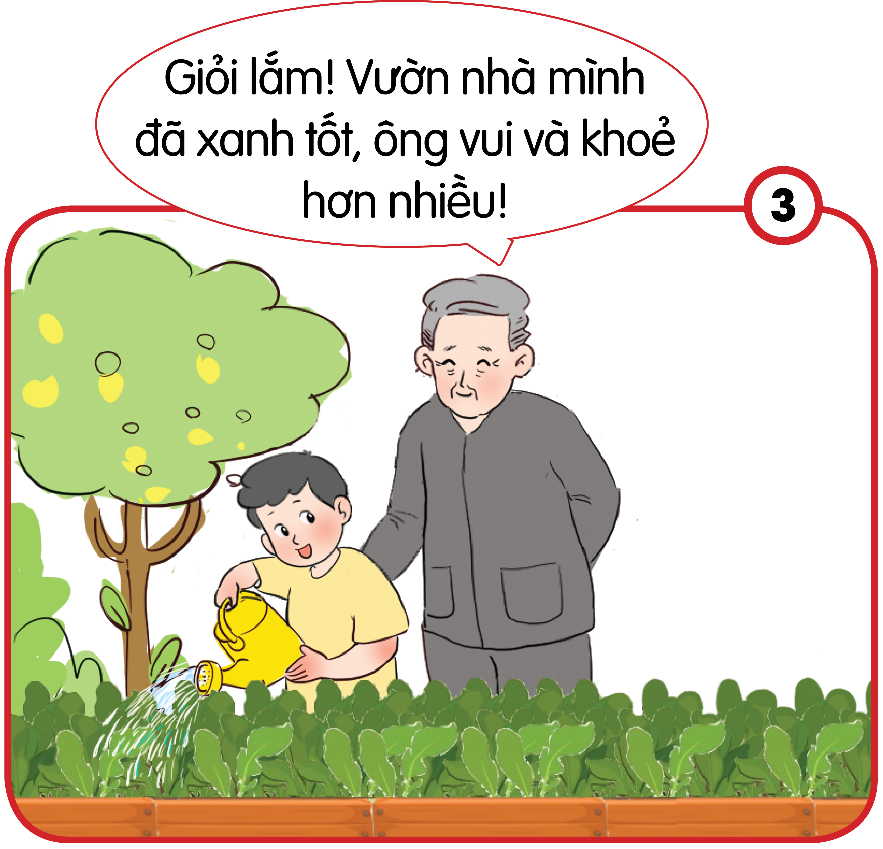 Giỏi lắm! Vườn nhà mình
đã xanh tốt, ông vui và khoẻ
hơn nhiều!
3